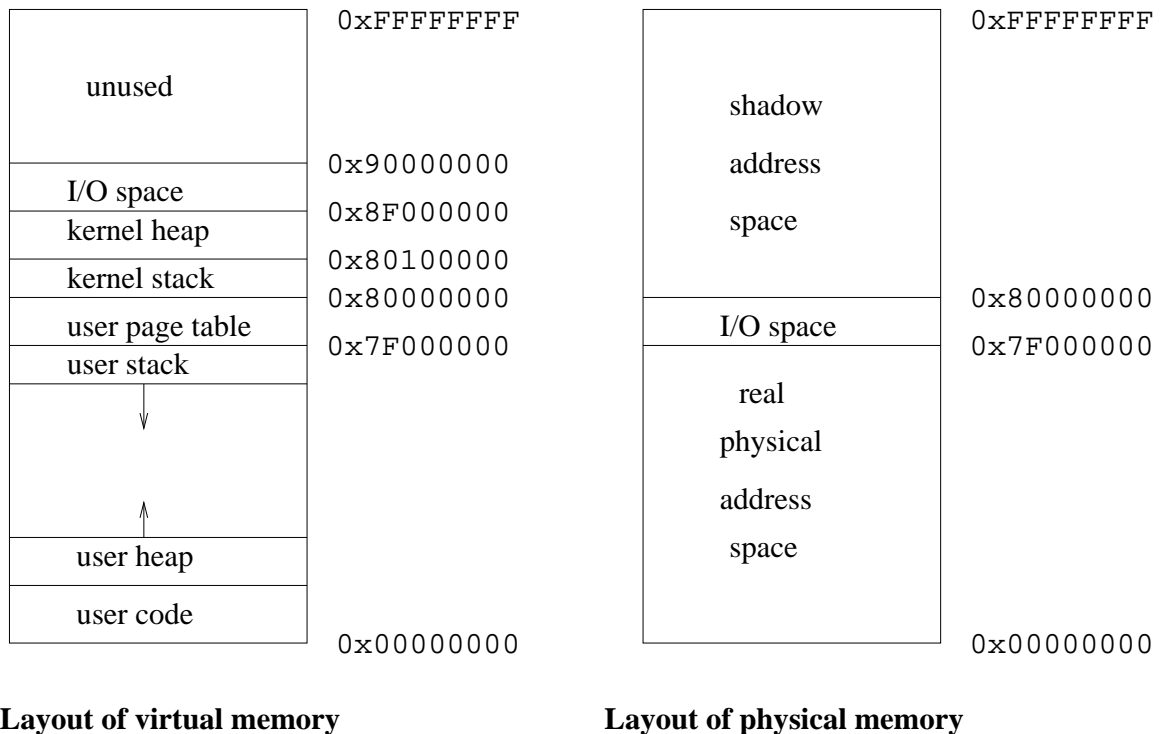 0xFFFFFFFF
unused
0x90000000
I/O space
0x8F000000
kernel heap
0x80100000
kernel stack
0x80000000
user page table
0x7F000000
user stack
user heap
user code
0x00000000
Layout of virtual memory
0xFFFFFFFF
shadow
address
space
0x80000000
I/O space
0x7F000000
real
physical
address
space
0x00000000
Layout of physical memory